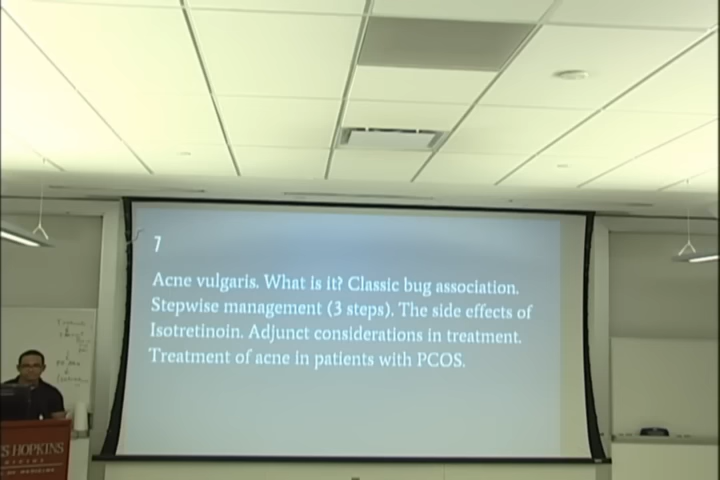 7
Acne vulgaris. What is it? Classic bug association.
Stepwise management (3 steps). The side effects of
Isotretinoin. Adjunct considerations in treatment.
Treatment of acne in patients with PCOS.
HOPKINS